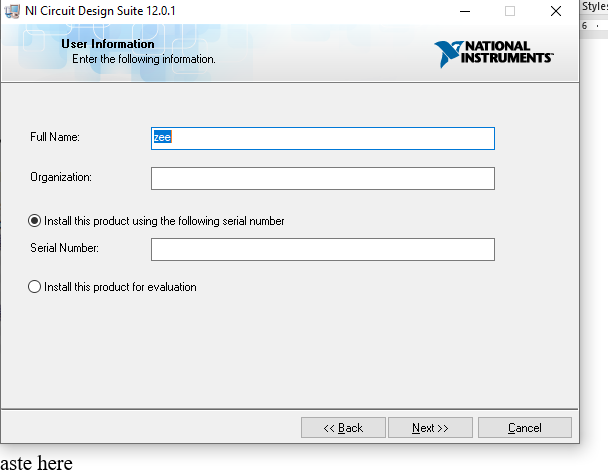 NI Circuit Design Suite 12.0.1
Styles
6
User Information
Enter the following information.
NATIONAL
INSTRUMENTS™
Full Name:
zee
Organization:
Install this product using the following serial number
Serial Number:
Install this product for evaluation
<< Back
Next >>
Cancel
aste here